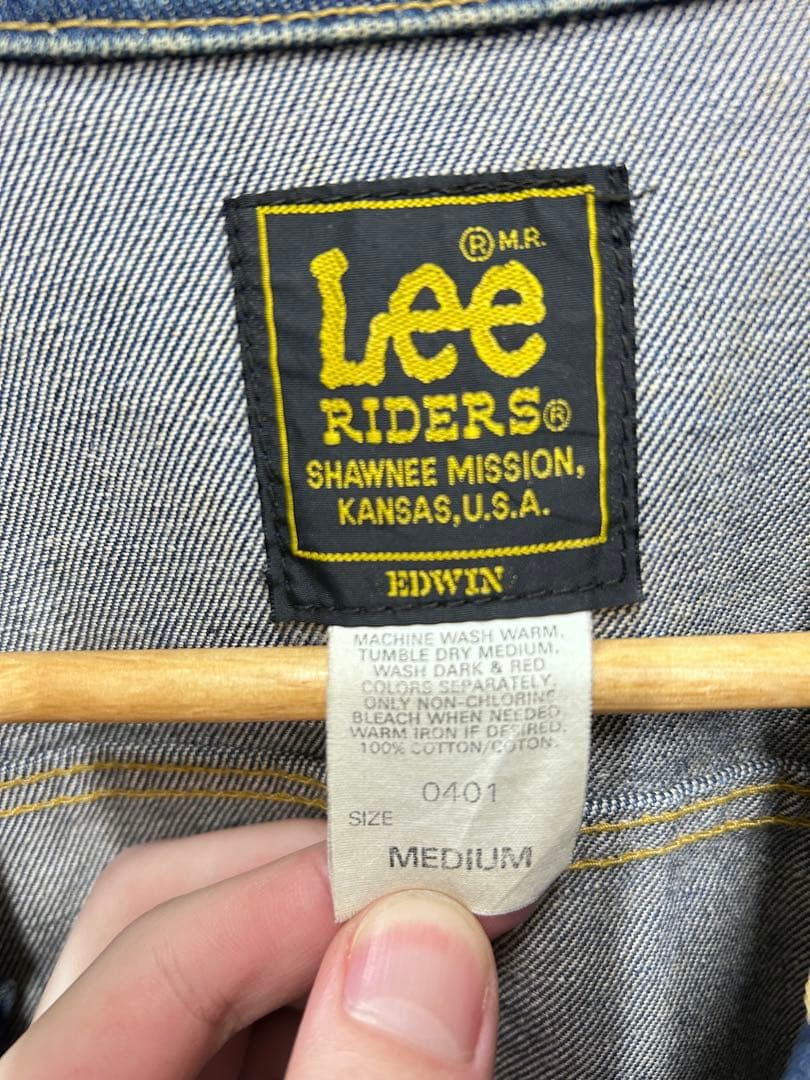 ® M.R.
Lee
RIDERS®
SHAWNEE MISSION,
KANSAS, U.S.A.
EDWIN
MACHINE WASH WARM.
TUMBLE DRY MEDIUM.
WASH DARK & RED
COLORS SEPARATELY.
ONLY NON-CHLORINE
BLEACH WHEN NEEDED.
WARM IRON IF DESIRED.
100% COTTON/COTON.
0401
SIZE
MEDIUM